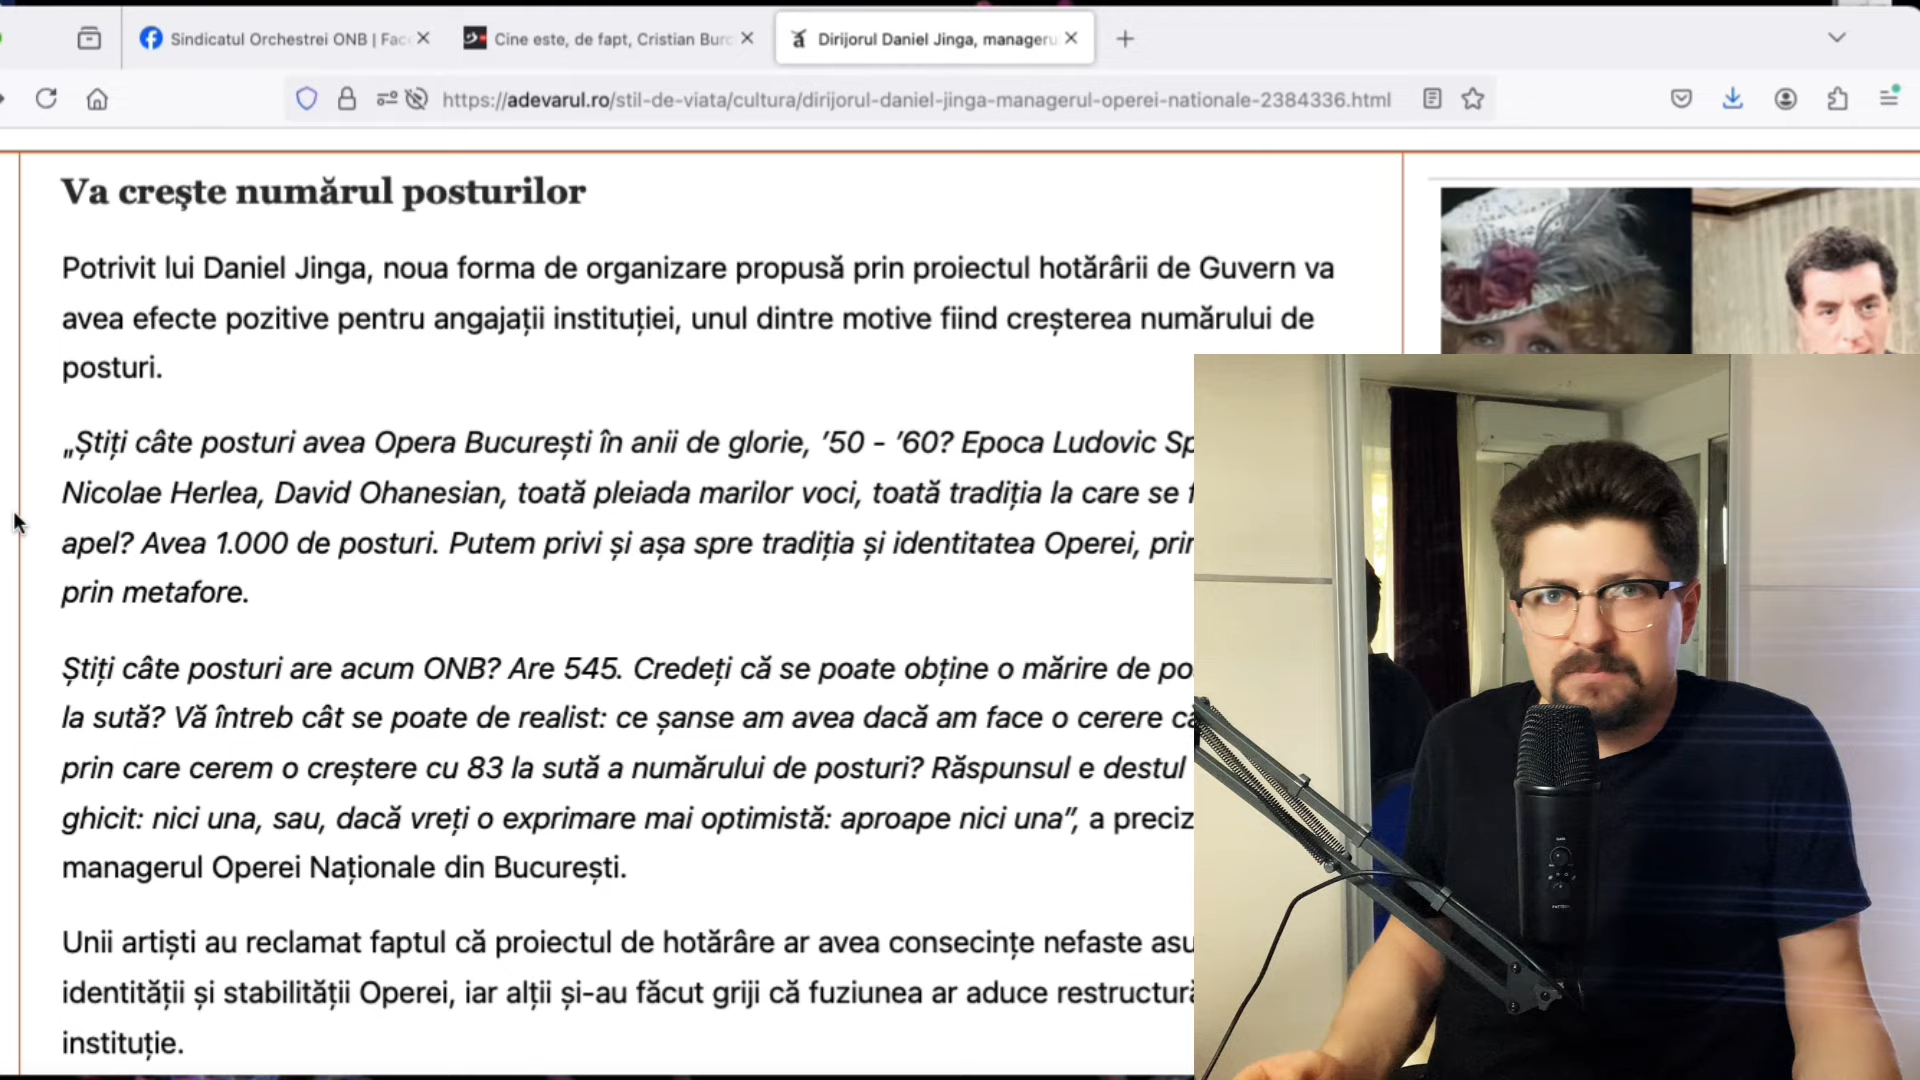 Sindicatul Orchestrei ONB | Fac
Cine este, de fapt, Cristian Burc
Dirijorul Daniel Jinga, manageru
https://adevarul.ro/stil-de-viata/cultura/dirijorul-daniel-jinga-managerul-operei-nationale-2384336.html
Va crește numărul posturilor
Potrivit lui Daniel Jinga, noua forma de organizare propusă prin proiectul hotărârii de Guvern va
avea efecte pozitive pentru angajații instituției, unul dintre motive fiind creșterea numărului de
posturi.
„Știți câte posturi avea Opera București în anii de glorie, ’50 - ’60? Epoca Ludovic Sp
Nicolae Herlea, David Ohanesian, toată pleiada marilor voci, toată tradiția la care se f
apel? Avea 1.000 de posturi. Putem privi și așa spre tradiția și identitatea Operei, prin
prin metafore.
Știți câte posturi are acum ONB? Are 545. Credeți că se poate obține o mărire de po
la sută? Vă întreb cât se poate de realist: ce șanse am avea dacă am face o cerere că
prin care cerem o creștere cu 83 la sută a numărului de posturi? Răspunsul e destul
ghicit: nici una, sau, dacă vreți o exprimare mai optimistă: aproape nici una”, a preciz
managerul Operei Naționale din București.
Unii artiști au reclamat faptul că proiectul de hotărâre ar avea consecințe nefaste asu
identității și stabilității Operei, iar alții și-au făcut griji că fuziunea ar aduce restructură
instituție.